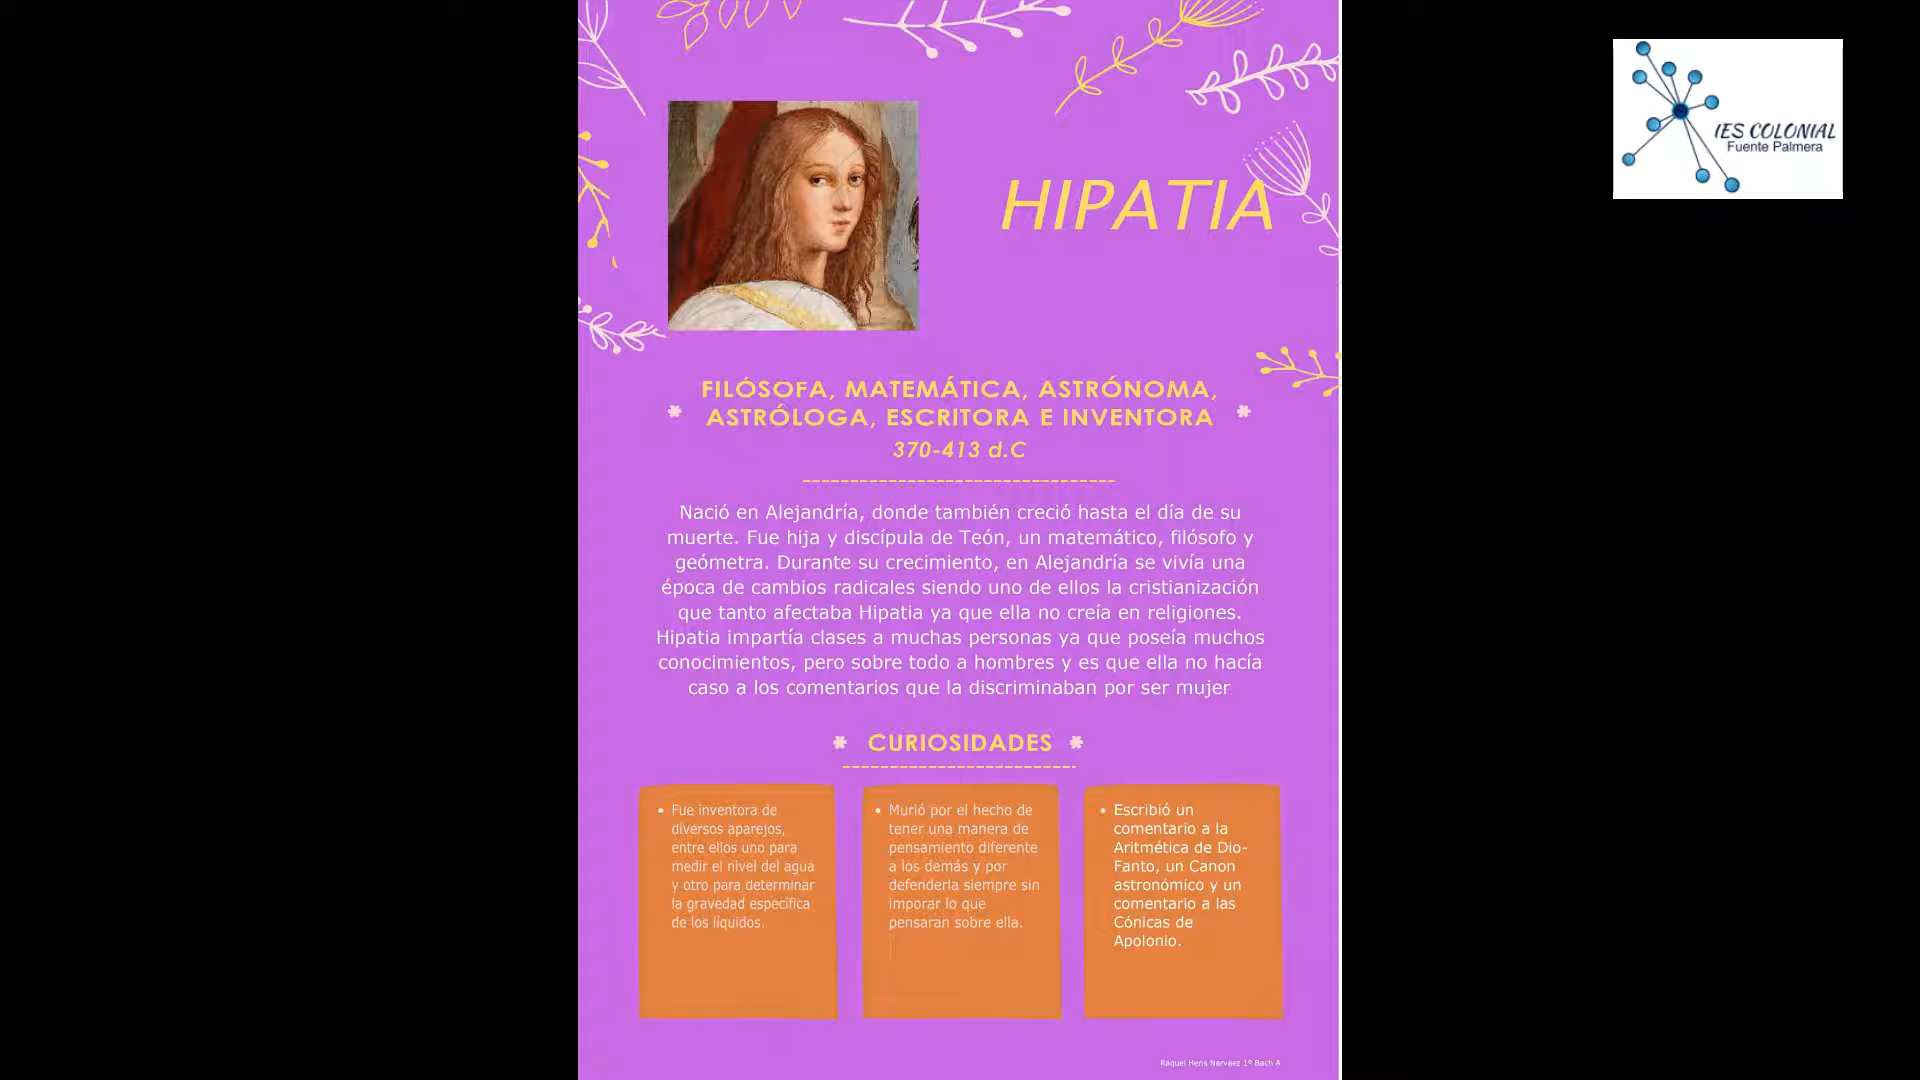 IES COLONIAL
Fuente Palmera
HIPATIA
FILÓSOFA, MATEMÁTICA, ASTRÓNOMA,
ASTRÓLOGA, ESCRITORA E INVENTORA
370-413 d.C
Nació en Alejandría, donde también creció hasta el día de su
muerte. Fue hija y discípula de Teón, un matemático, filósofo y
geómetra. Durante su crecimiento, en Alejandría se vivía una
época de cambios radicales siendo uno de ellos la cristianización
que tanto afectaba Hipatia ya que ella no creía en religiones.
Hipatia impartía clases a muchas personas ya que poseía muchos
conocimientos, pero sobre todo a hombres y es que ella no hacía
caso a los comentarios que la discriminaban por ser mujer
CURIOSIDADES
• Fue inventora de
diversos aparejos,
entre ellos uno para
medir el nivel del agua
y otro para determinar
la gravedad específica
de los líquidos.
• Murió por el hecho de
tener una manera de
pensamiento diferente
a los demás y por
defenderla siempre sin
imporar lo que
pensaran sobre ella.
• Escribió un
comentario a la
Aritmética de Dio-
Fanto, un Canon
astronómico y un
comentario a las
Cónicas de
Apolonio.
Raquel Hens Narváez 1º Bach A